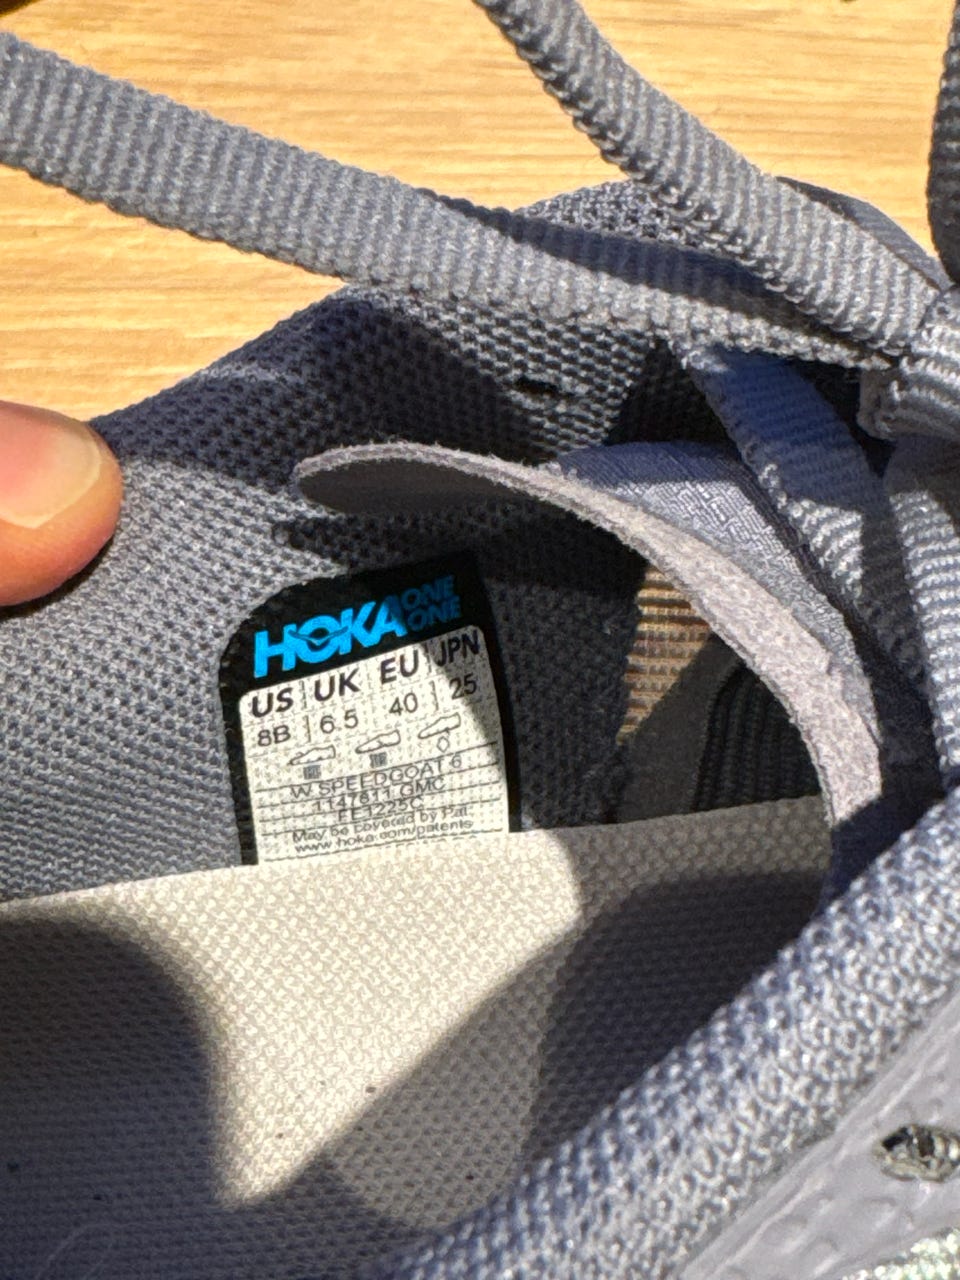 HOKA ONE ONE
US UK EU JPN
8B 6.5 40 25
W SPEEDGOAT 6
1147811 GMC
May be covered by Pat.
www.hoka.com/patents